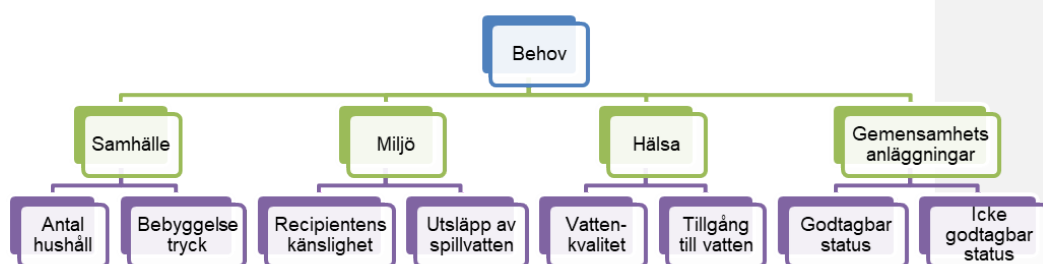 Behov
Samhälle
Miljö
Hälsa
Gemensamhets
anläggningar
Antal
hushåll
Bebyggelse
tryck
Recipientens
känslighet
Utsläpp av
spillvatten
Vatten-
kvalitet
Tillgång
till vatten
Godtagbar
status
Icke
godtagbar
status